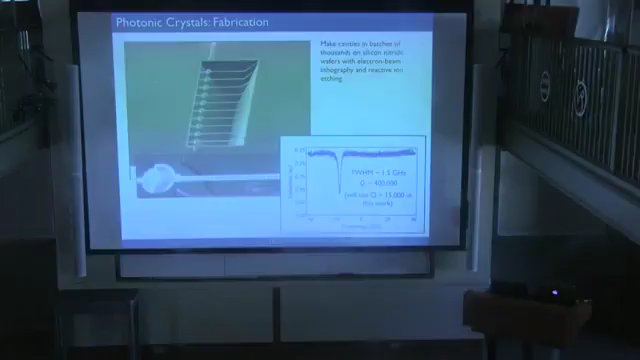 Photonic Crystals: Fabrication
Make cavities in batches of
thousands on silicon nitride
wafers with electron-beam
lithography and reactive ion
etching.
FWHM ~ 1.5 GHz
Q ~ 400,000
(will use Q ~ 15,000 in
this work)